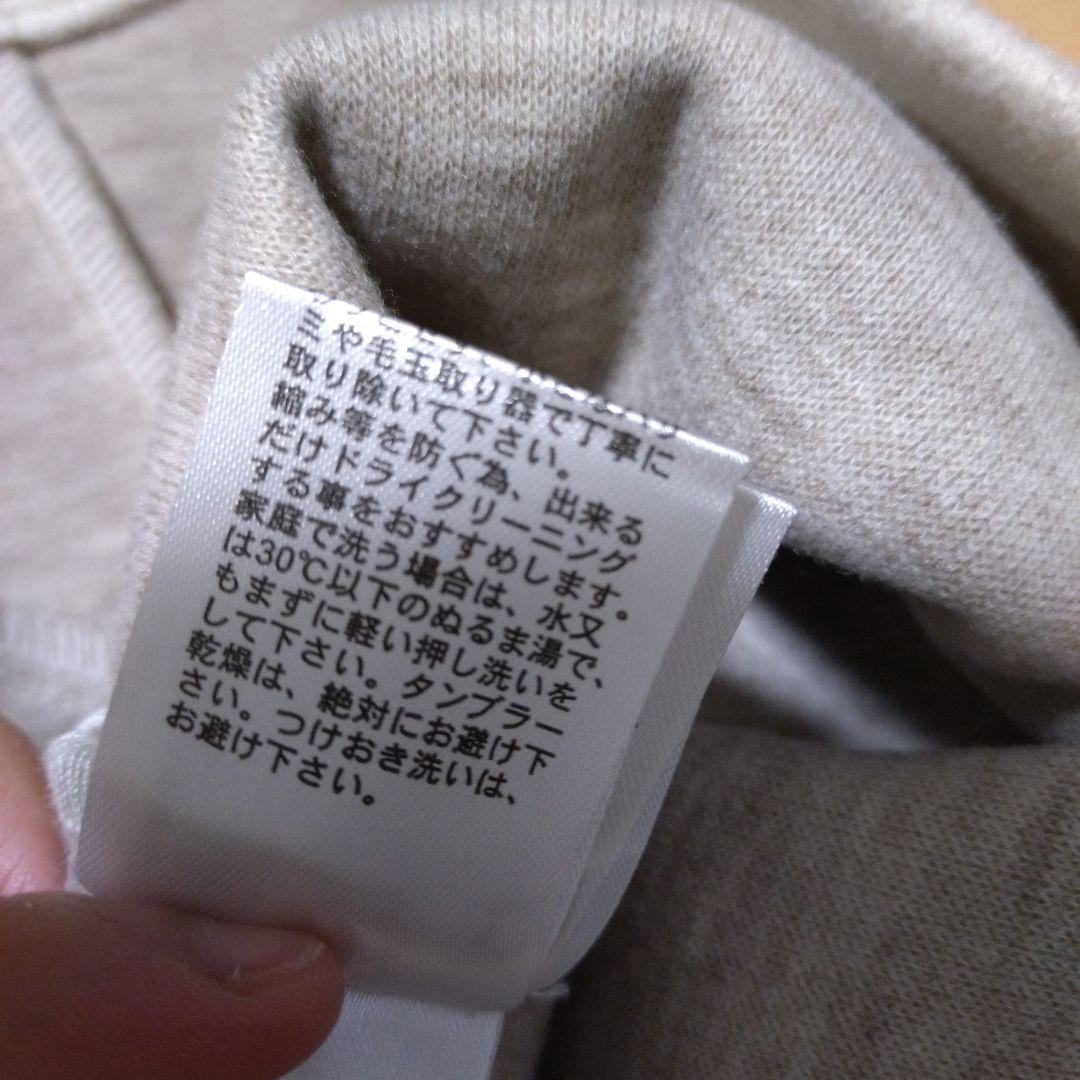 ミや毛玉取り器で丁寧に
取り除いて下さい。
縮み等を防ぐ為、出来る
だけドライクリーニング
する事をおすすめします。
家庭で洗う場合は、水又
は30℃以下のぬるま湯で、
もまずに軽い押し洗いを
して下さい。タンブラー
乾燥は、絶対にお避け下
さい。つけおき洗いは、
お避け下さい。